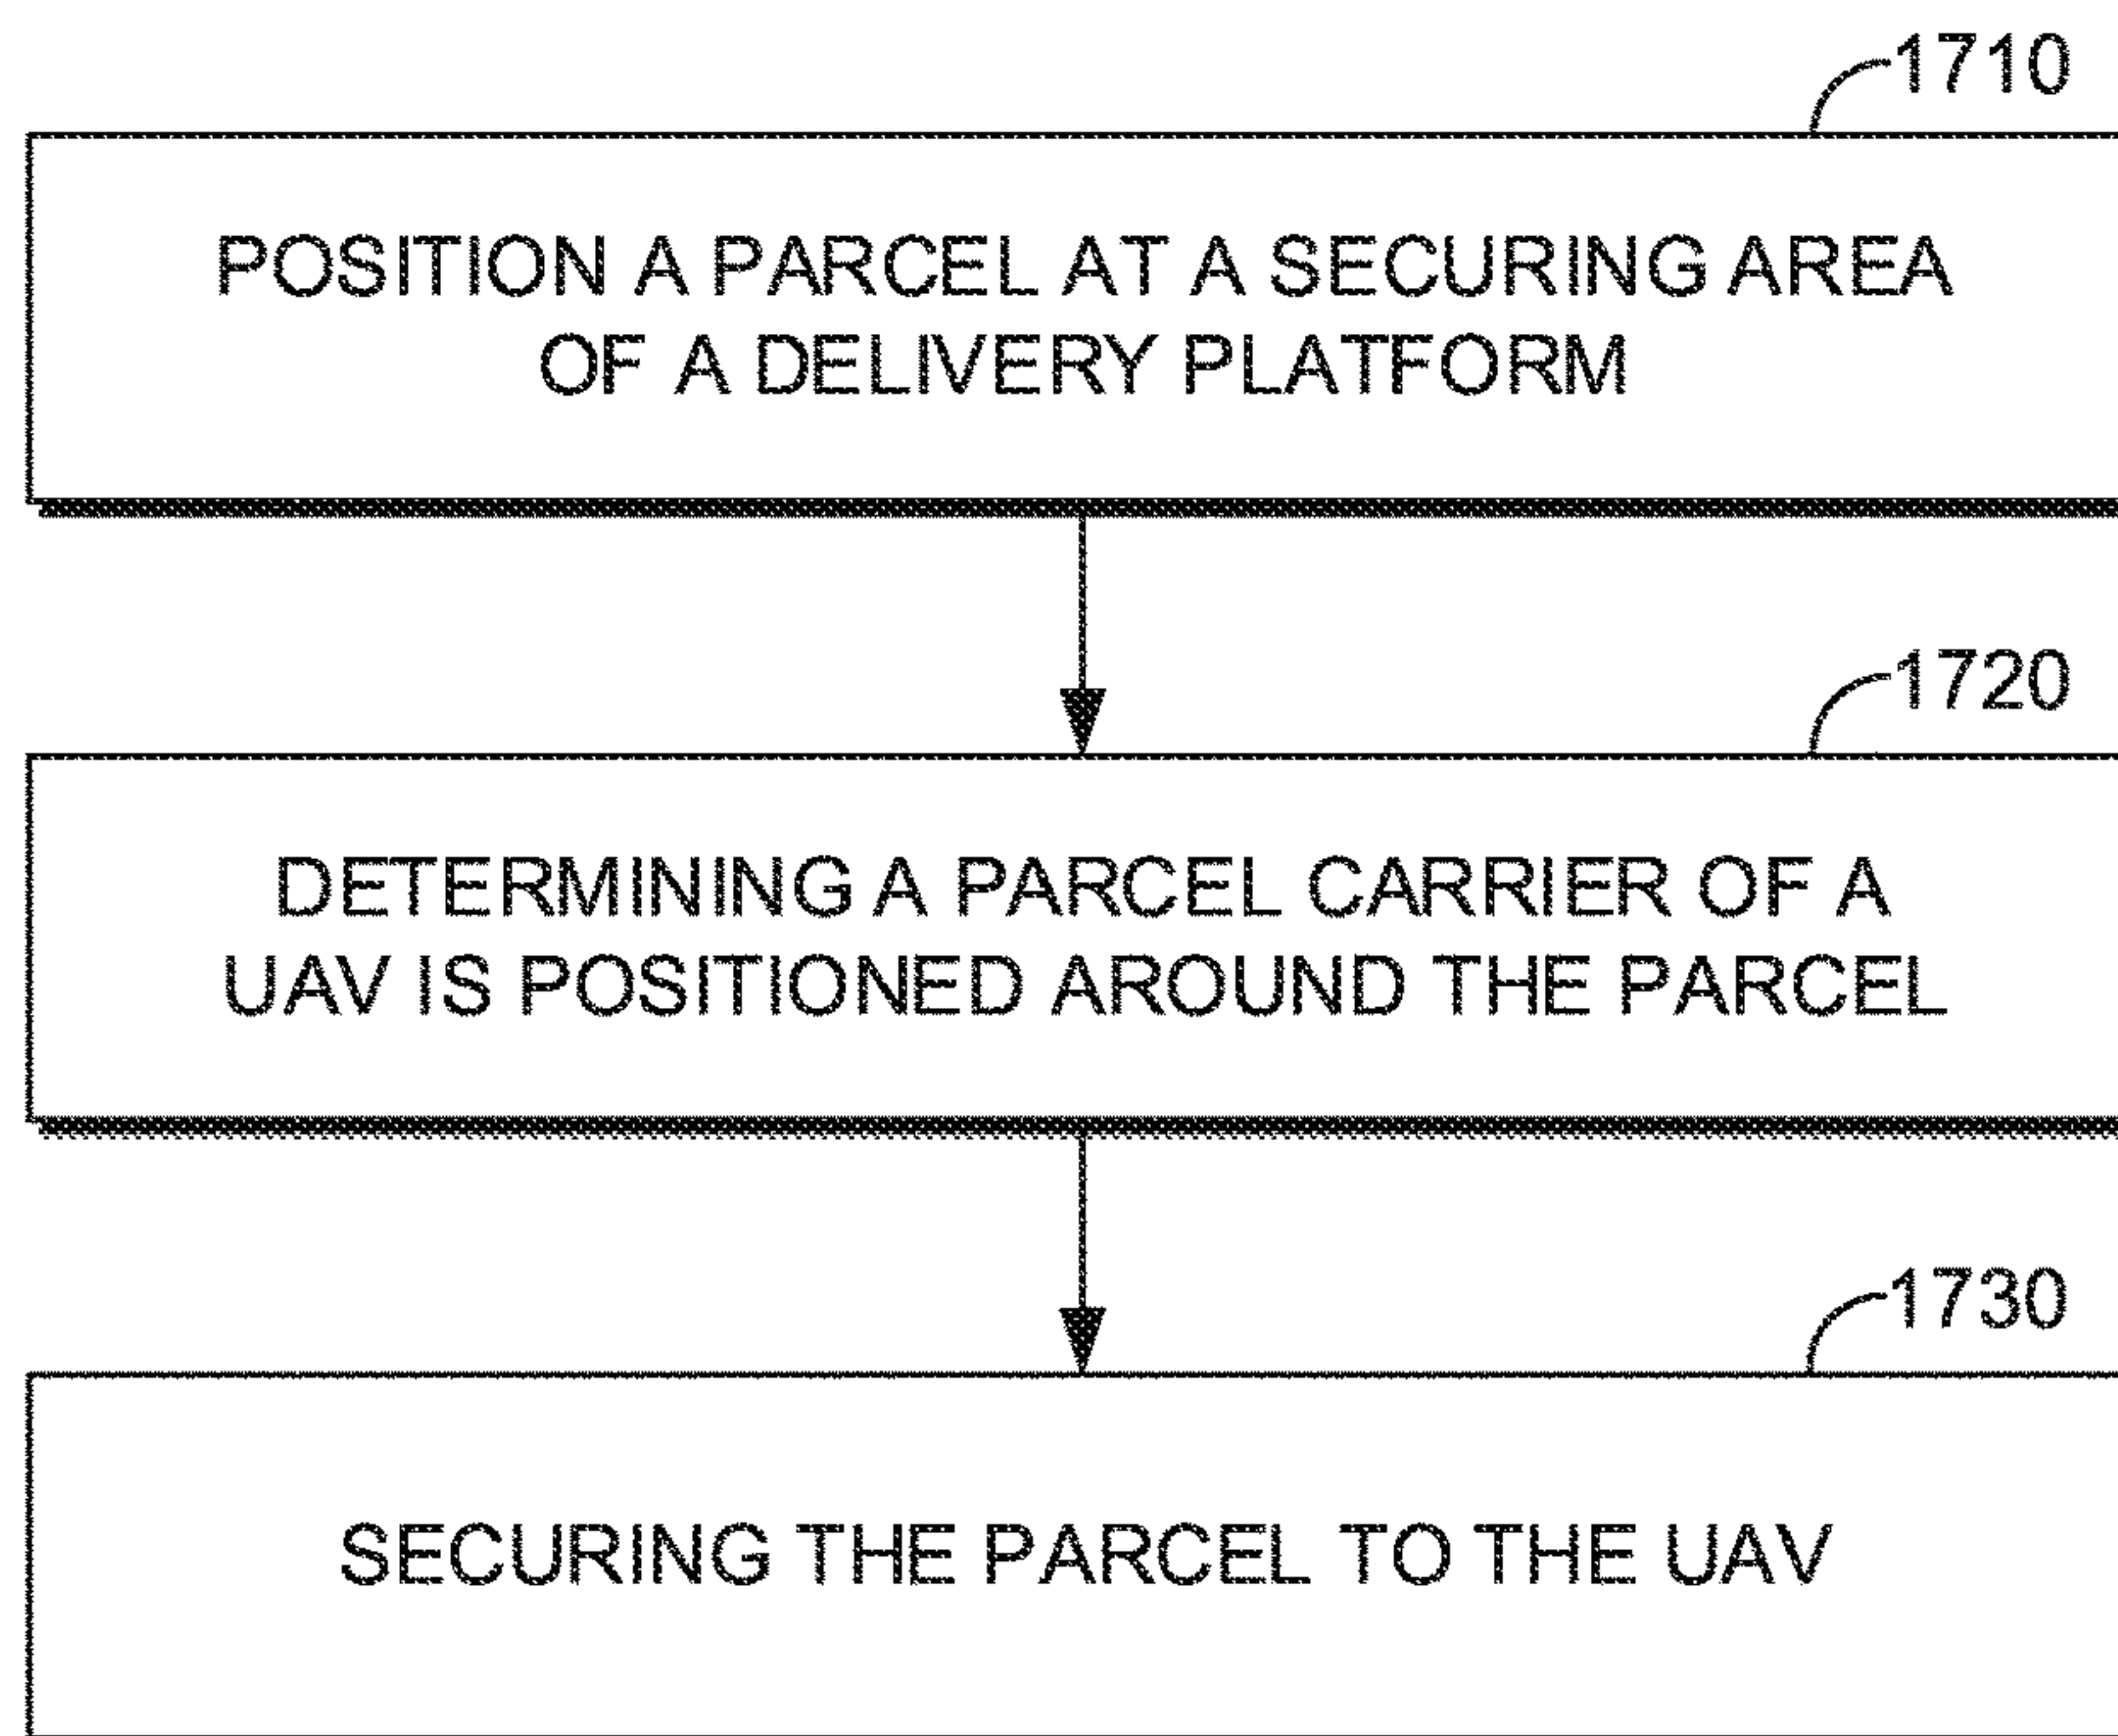 1710
POSITION A PARCEL AT A SECURING AREA
OF A DELIVERY PLATFORM
1720
DETERMINING A PARCEL CARRIER OF A
UAV IS POSITIONED AROUND THE PARCEL
1730
SECURING THE PARCEL TO THE UAV